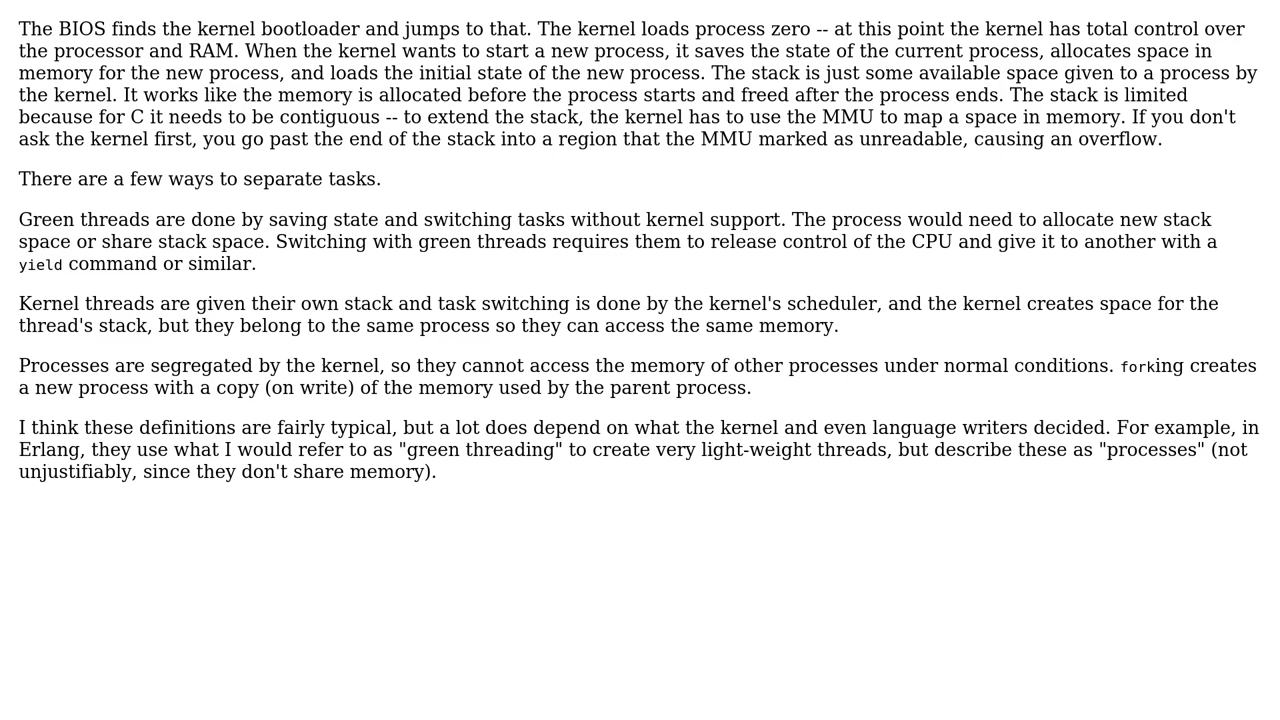 The BIOS finds the kernel bootloader and jumps to that. The kernel loads process zero -- at this point the kernel has total control over
the processor and RAM. When the kernel wants to start a new process, it saves the state of the current process, allocates space in
memory for the new process, and loads the initial state of the new process. The stack is just some available space given to a process by
the kernel. It works like the memory is allocated before the process starts and freed after the process ends. The stack is limited
because for C it needs to be contiguous -- to extend the stack, the kernel has to use the MMU to map a space in memory. If you don't
ask the kernel first, you go past the end of the stack into a region that the MMU marked as unreadable, causing an overflow.
There are a few ways to separate tasks.
Green threads are done by saving state and switching tasks without kernel support. The process would need to allocate new stack
space or share stack space. Switching with green threads requires them to release control of the CPU and give it to another with a
yield command or similar.
Kernel threads are given their own stack and task switching is done by the kernel's scheduler, and the kernel creates space for the
thread's stack, but they belong to the same process so they can access the same memory.
Processes are segregated by the kernel, so they cannot access the memory of other processes under normal conditions. forking creates
a new process with a copy (on write) of the memory used by the parent process.
I think these definitions are fairly typical, but a lot does depend on what the kernel and even language writers decided. For example, in
Erlang, they use what I would refer to as "green threading" to create very light-weight threads, but describe these as "processes" (not
unjustifiably, since they don't share memory).